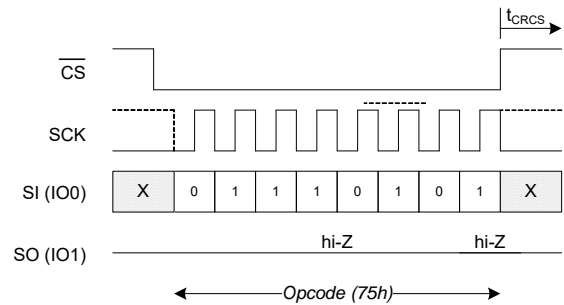 tCRCS
CS
SCK
SI (IO0) X 0 1 1 1 0 1 0 1 X
hi-Z hi-Z
SO (IO1)
Opcode (75h)